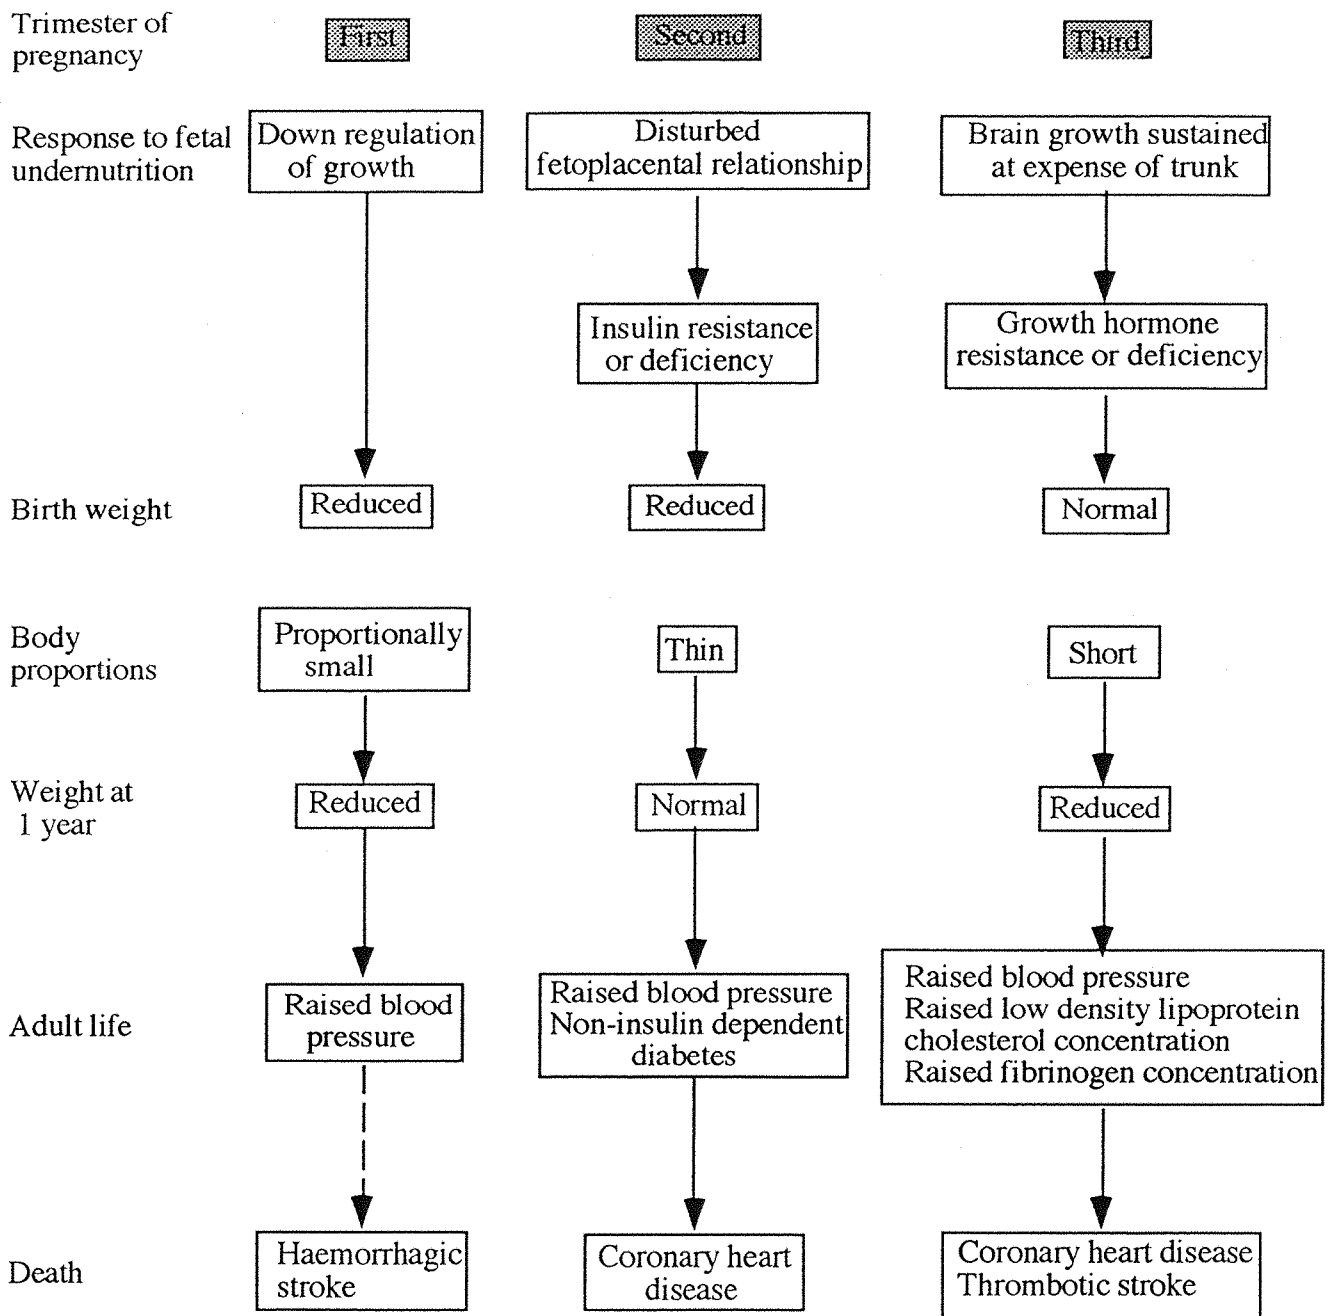 Trimester of
pregnancy
First
Second
Third
Response to fetal
undernutrition
Down regulation
of growth
Disturbed
fetoplacental relationship
Brain growth sustained
at expense of trunk
Insulin resistance
or deficiency
Growth hormone
resistance or deficiency
Birth weight
Reduced
Reduced
Normal
Body
proportions
Proportionally
small
Thin
Short
Weight at
1 year
Reduced
Normal
Reduced
Adult life
Raised blood
pressure
Raised blood pressure
Non-insulin dependent
diabetes
Raised blood pressure
Raised low density lipoprotein
cholesterol concentration
Raised fibrinogen concentration
Death
Haemorrhagic
stroke
Coronary heart
disease
Coronary heart disease
Thrombotic stroke